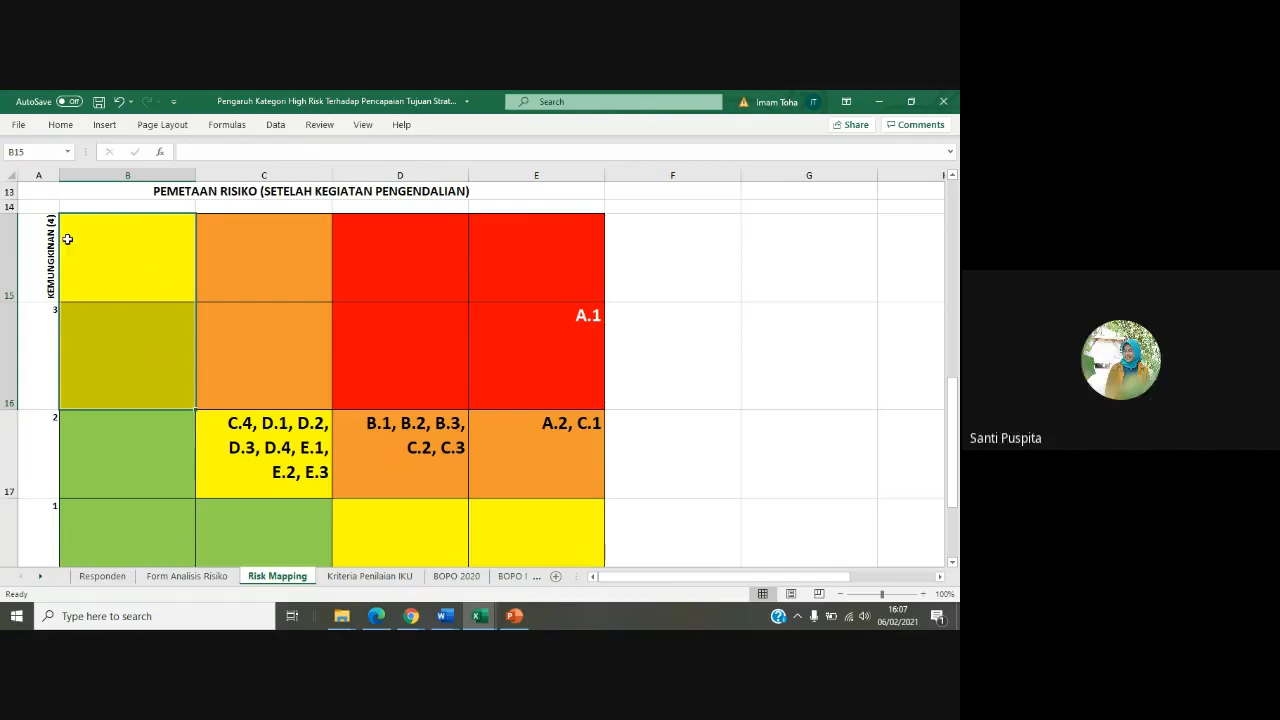 AutoSave Off
Pengaruh Kategori High Risk Terhadap Pencapaian Tujuan Strat...
Search
Imam Toha IT
File Home Insert Page Layout Formulas Data Review View Help
Share Comments
B15
fx
A B C D E F G
13 PEMETAAN RISIKO (SETELAH KEGIATAN PENGENDALIAN)
14
KEMUNGKINAN (4)
15
3 A.1
16
2 C.4, D.1, D.2, B.1, B.2, B.3, A.2, C.1
D.3, D.4, E.1, C.2, C.3
E.2, E.3
17
1
Santi Puspita
Responden Form Analisis Risiko Risk Mapping Kriteria Penilaian IKU BOPO 2020 BOPO ...
Ready 100%
Type here to search
16:07
06/02/2021
1